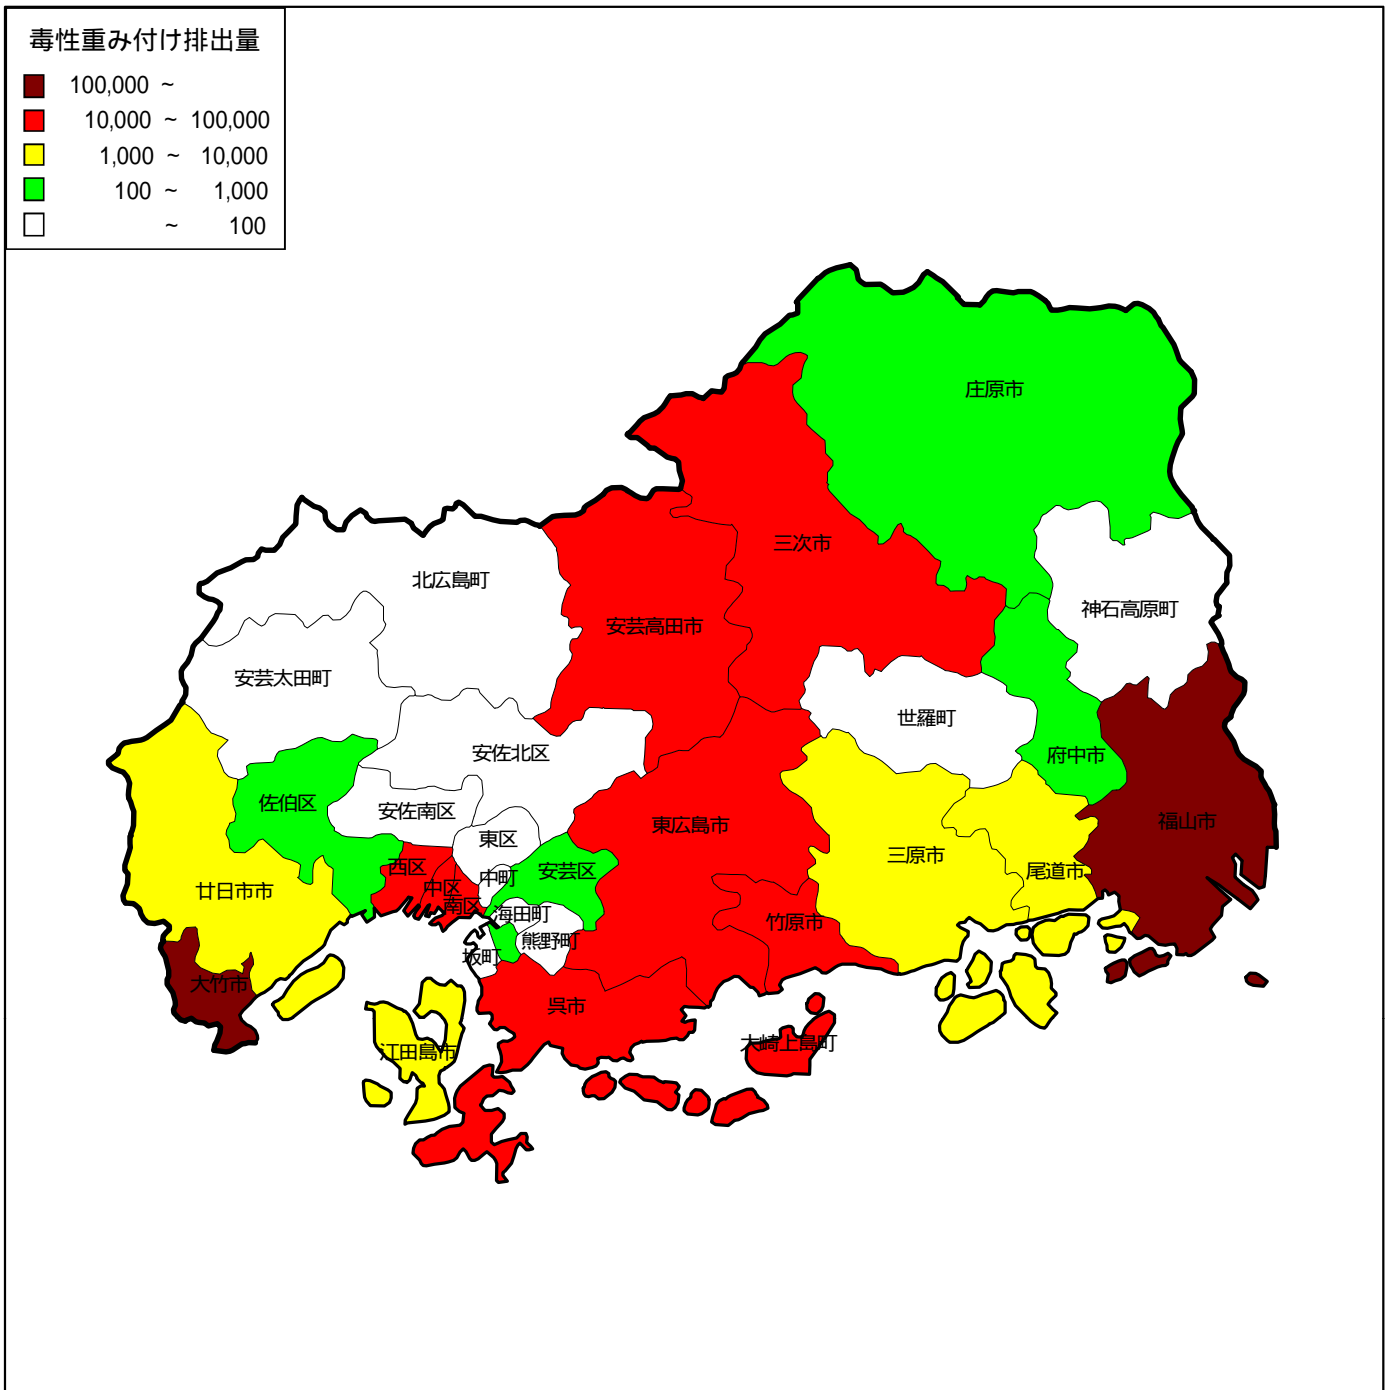 毒性重み付け排出量
100,000 ~
10,000 ~ 100,000
1,000 ~ 10,000
100 ~ 1,000
~ 100
庄原市
三次市
北広島町
神石高原町
安芸高田市
安芸太田町
世羅町
安佐北区
府中市
佐伯区
安佐南区
福山市
東広島市
東区
三原市
西区
安芸区
尾道市
中町
中区
廿日市市
南区
海田町
竹原市
熊野町
坂町
大竹市
呉市
大崎上島町
江田島市